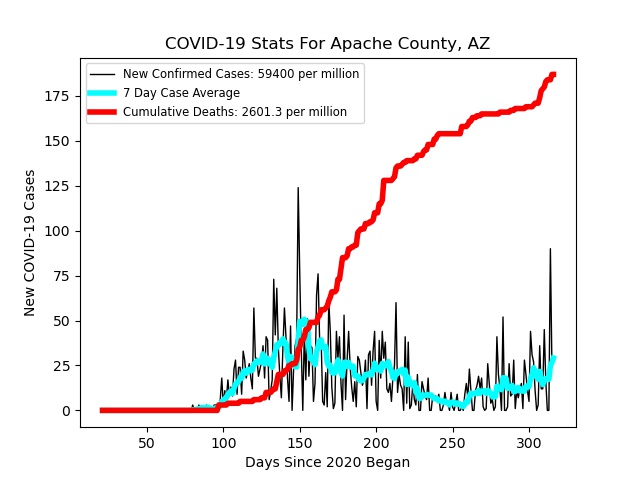 COVID-19 Stats For Apache County, AZ
New Confirmed Cases: 59400 per million
7 Day Case Average
Cumulative Deaths: 2601.3 per million
New COVID-19 Cases
175
150
125
100
75
50
25
0
50
100
150
200
250
300
Days Since 2020 Began